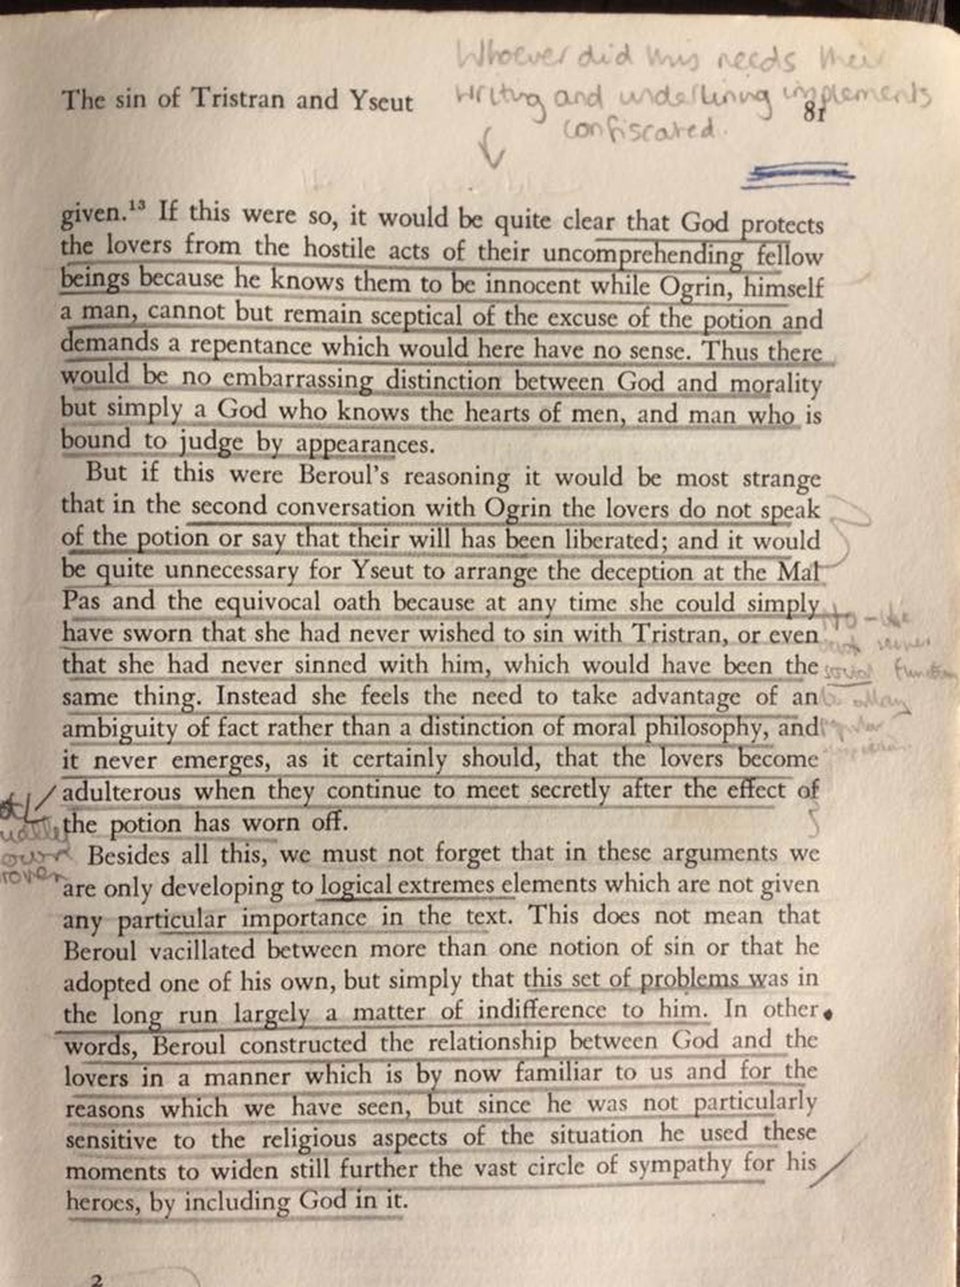 Whoever did this needs their
The sin of Tristran and Yseut
writing and underlining implements
81
confiscated.
given.¹³ If this were so, it would be quite clear that God protects
the lovers from the hostile acts of their uncomprehending fellow
beings because he knows them to be innocent while Ogrin, himself
a man, cannot but remain sceptical of the excuse of the potion and
demands a repentance which would here have no sense. Thus there
would be no embarrassing distinction between God and morality
but simply a God who knows the hearts of men, and man who is
bound to judge by appearances.
But if this were Beroul's reasoning it would be most strange
that in the second conversation with Ogrin the lovers do not speak
of the potion or say that their will has been liberated; and it would
be quite unnecessary for Yseut to arrange the deception at the Mal
Pas and the equivocal oath because at any time she could simply
have sworn that she had never wished to sin with Tristran, or even
that she had never sinned with him, which would have been the
same thing. Instead she feels the need to take advantage of an
ambiguity of fact rather than a distinction of moral philosophy, and
it never emerges, as it certainly should, that the lovers become
adulterous when they continue to meet secretly after the effect of
the potion has worn off.
Besides all this, we must not forget that in these arguments we
are only developing to logical extremes elements which are not given
any particular importance in the text. This does not mean that
Beroul vacillated between more than one notion of sin or that he
adopted one of his own, but simply that this set of problems was in
the long run largely a matter of indifference to him. In other
words, Beroul constructed the relationship between God and the
lovers in a manner which is by now familiar to us and for the
reasons which we have seen, but since he was not particularly
sensitive to the religious aspects of the situation he used these
moments to widen still further the vast circle of sympathy for his
heroes, by including God in it.
2